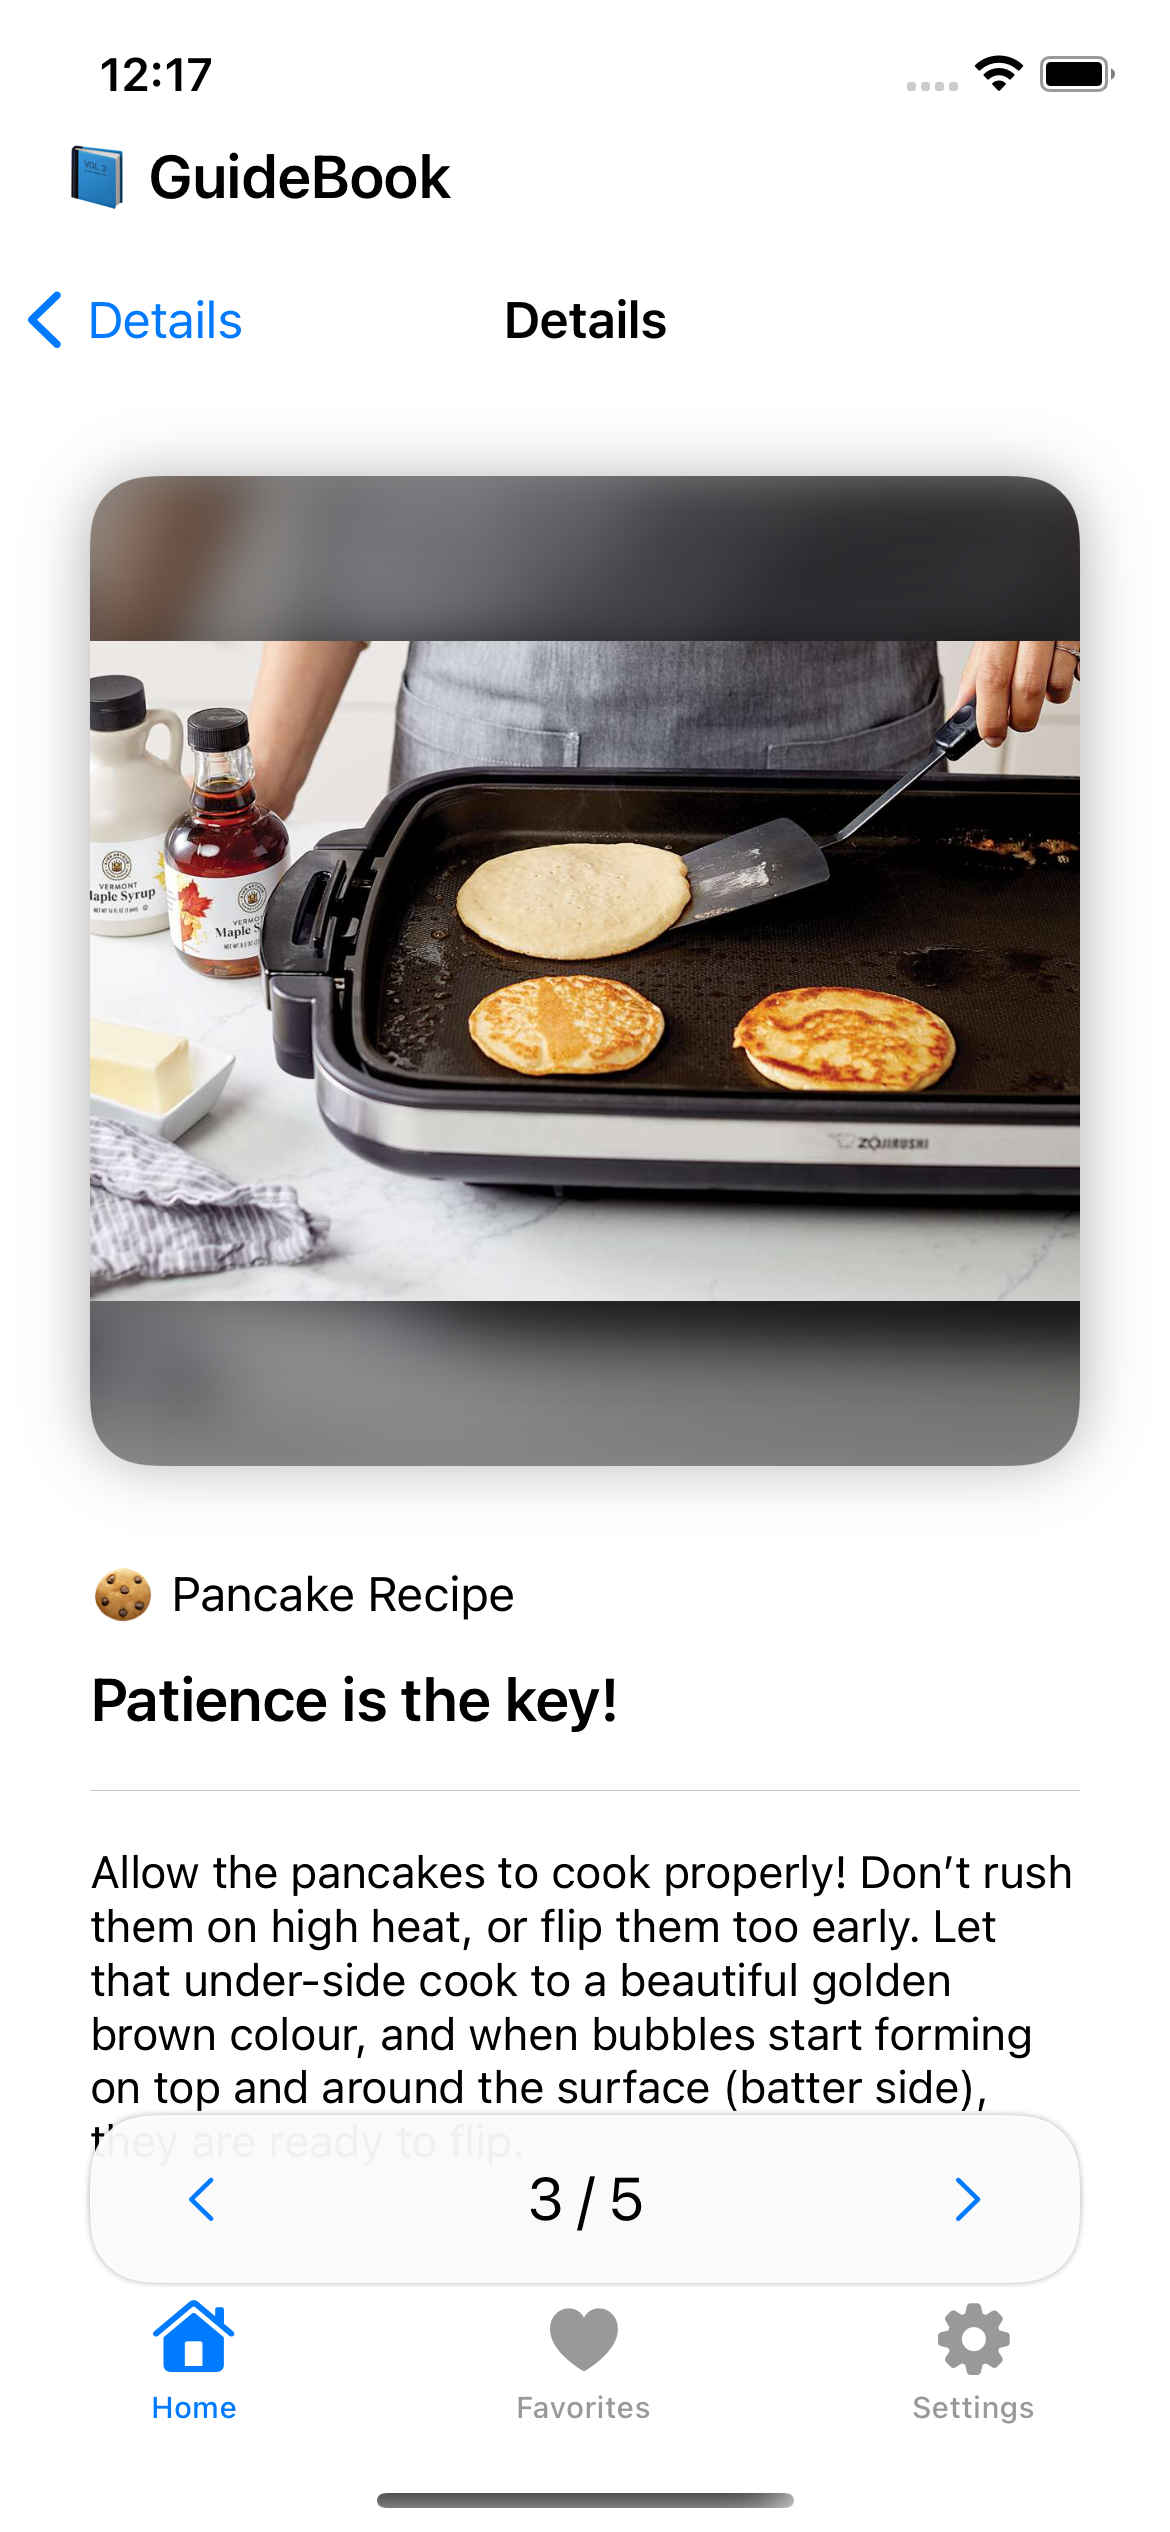 12:17
VOL. 3
GuideBook
Details
Details
VERMONT
Maple Syrup
VERMO
Maple S
ZOJIRUSHI
Pancake Recipe
Patience is the key!
Allow the pancakes to cook properly! Don’t rush
them on high heat, or flip them too early. Let
that under-side cook to a beautiful golden
brown colour, and when bubbles start forming
on top and around the surface (batter side),
they are ready to flip.
3 / 5
Home
Favorites
Settings